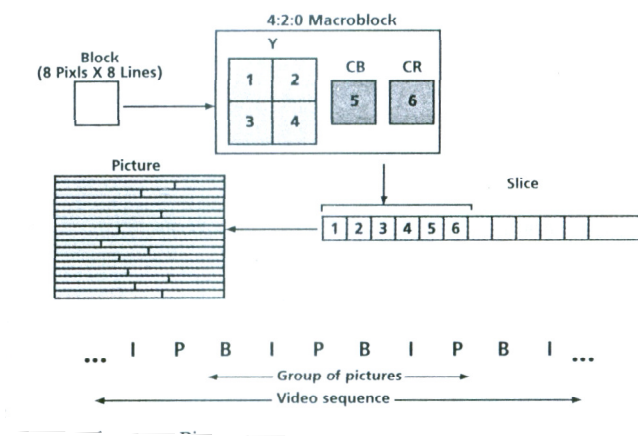 4:2:0 Macroblock
Block
(8 Pixls X 8 Lines)
Y
CB
CR
1 2
5
6
3 4
Picture
Slice
1 2 3 4 5 6
... I P B I P B I P B I ...
Group of pictures
Video sequence